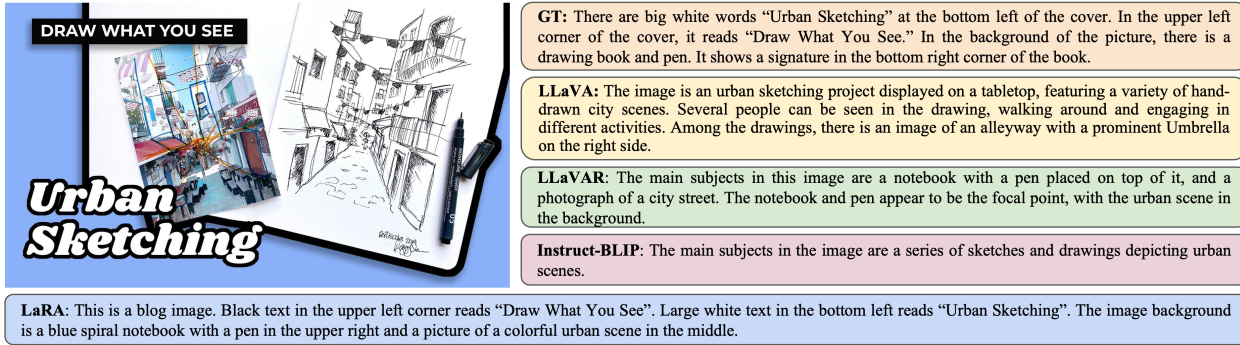 DRAW WHAT YOU SEE
Urban
Sketching
05
GT: There are big white words “Urban Sketching” at the bottom left of the cover. In the upper left
corner of the cover, it reads “Draw What You See.” In the background of the picture, there is a
drawing book and pen. It shows a signature in the bottom right corner of the book.
LLaVA: The image is an urban sketching project displayed on a tabletop, featuring a variety of hand-
drawn city scenes. Several people can be seen in the drawing, walking around and engaging in
different activities. Among the drawings, there is an image of an alleyway with a prominent Umbrella
on the right side.
LLaVAR: The main subjects in this image are a notebook with a pen placed on top of it, and a
photograph of a city street. The notebook and pen appear to be the focal point, with the urban scene in
the background.
Instruct-BLIP: The main subjects in the image are a series of sketches and drawings depicting urban
scenes.
LaRA: This is a blog image. Black text in the upper left corner reads “Draw What You See”. Large white text in the bottom left reads “Urban Sketching”. The image background
is a blue spiral notebook with a pen in the upper right and a picture of a colorful urban scene in the middle.